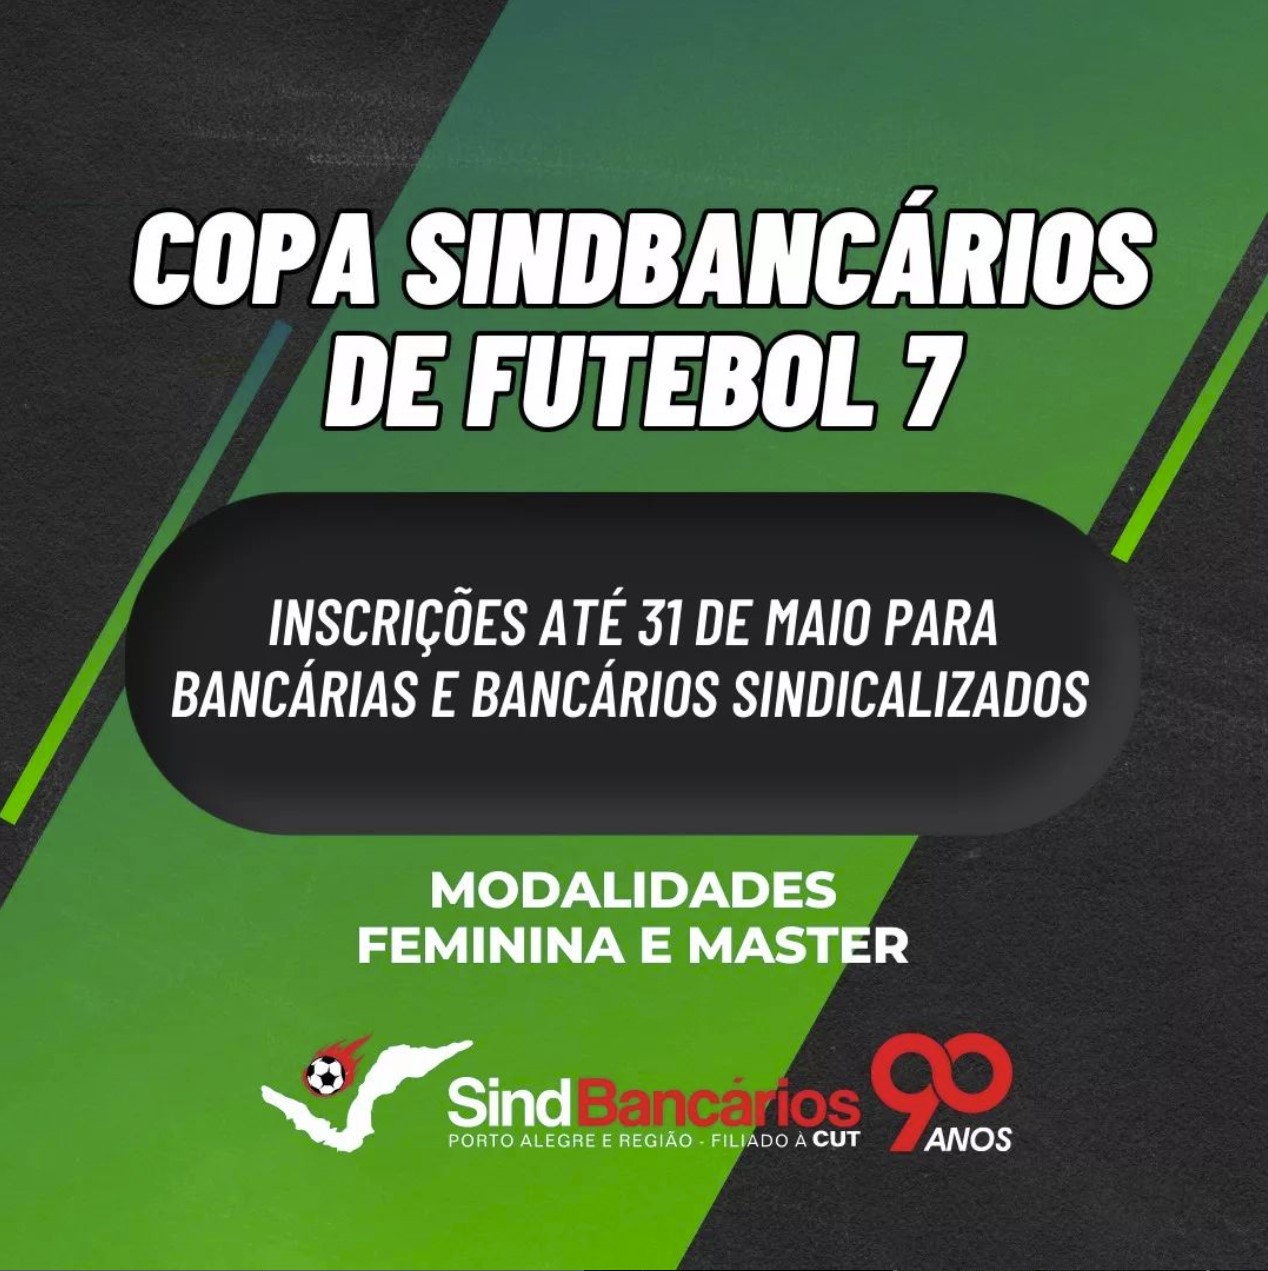 COPA SINDBANCÁRIOS
DE FUTEBOL 7
INSCRIÇÕES ATÉ 31 DE MAIO PARA
BANCÁRIAS E BANCÁRIOS SINDICALIZADOS
MODALIDADES
FEMININA E MASTER
SindBancários
PORTO ALEGRE E REGIÃO - FILIADO À CUT
90
ANOS